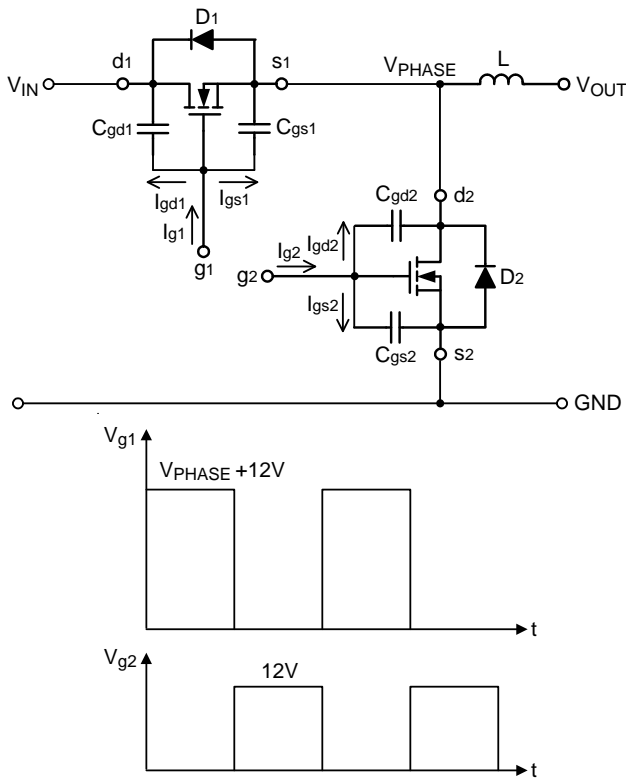 D1
d1
s1
VIN
VPHASE
L
VOUT
Cgd1
Cgs1
Igd1
Igs1
Ig1
g1
d2
Cgd2
Ig2
Igd2
g2
D2
Igs2
Cgs2
s2
GND
Vg1
VPHASE +12V
t
Vg2
12V
t